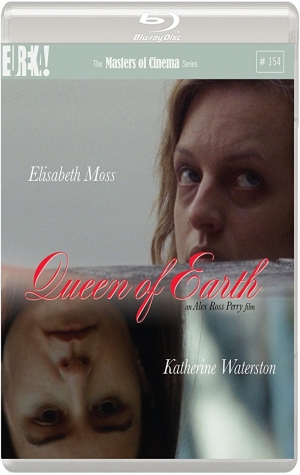 Blu-ray Disc
EUREKA!
The Masters of Cinema Series
# 154
Elisabeth Moss
Queen of Earth
an Alex Ross Perry film
Katherine Waterston